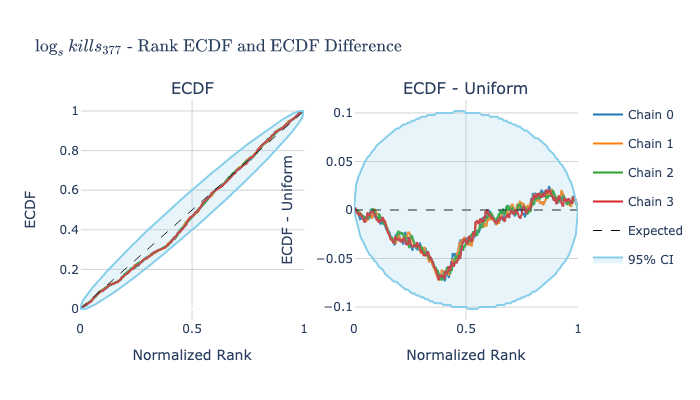 log_s kills_377 - Rank ECDF and ECDF Difference
ECDF
ECDF - Uniform
1
0.8
0.6
0.4
0.2
0
ECDF
0
0.5
1
Normalized Rank
0.1
0.05
0
−0.05
−0.1
ECDF - Uniform
0
0.5
1
Normalized Rank
Chain 0
Chain 1
Chain 2
Chain 3
Expected
95% CI